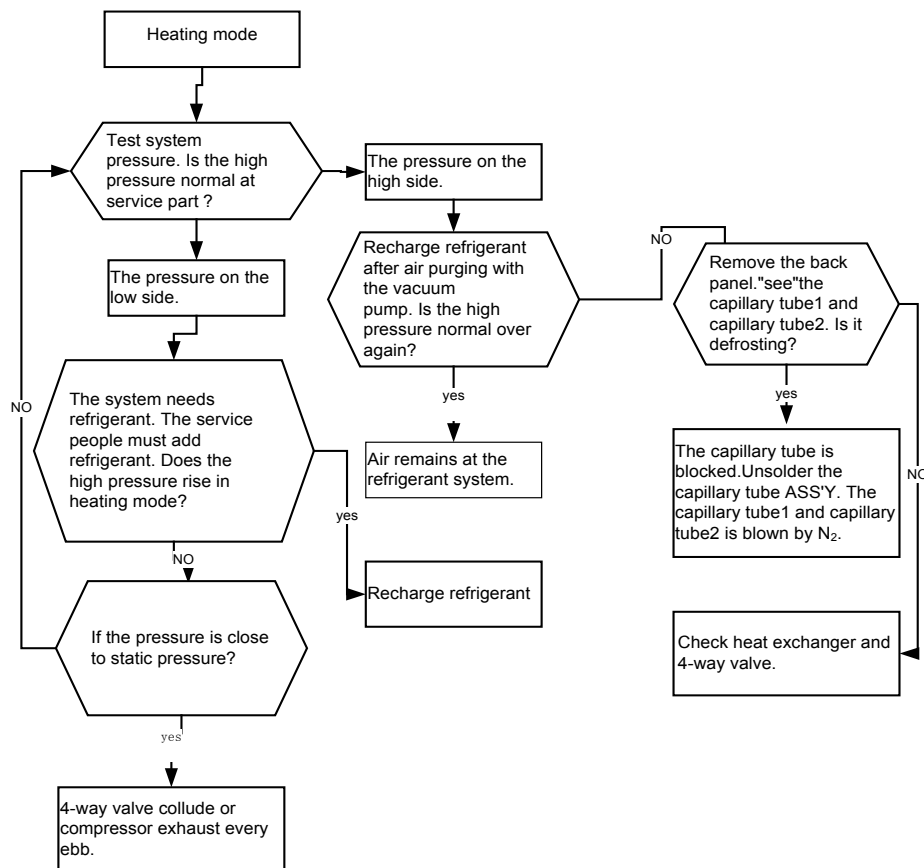 Heating mode
Test system
pressure. Is the high
pressure normal at
service part ?
The pressure on the
high side.
The pressure on the
low side.
Recharge refrigerant
after air purging with
the vacuum
pump. Is the high
pressure normal over
again?
NO
Remove the back
panel."see"the
capillary tube1 and
capillary tube2. Is it
defrosting?
NO
The system needs
refrigerant. The service
people must add
refrigerant. Does the
high pressure rise in
heating mode?
yes
yes
Air remains at the
refrigerant system.
The capillary tube is
blocked.Unsolder the
capillary tube ASS'Y. The
capillary tube1 and capillary
tube2 is blown by N₂.
NO
yes
NO
Recharge refrigerant
If the pressure is close
to static pressure?
Check heat exchanger and
4-way valve.
yes
4-way valve collude or
compressor exhaust every
ebb.